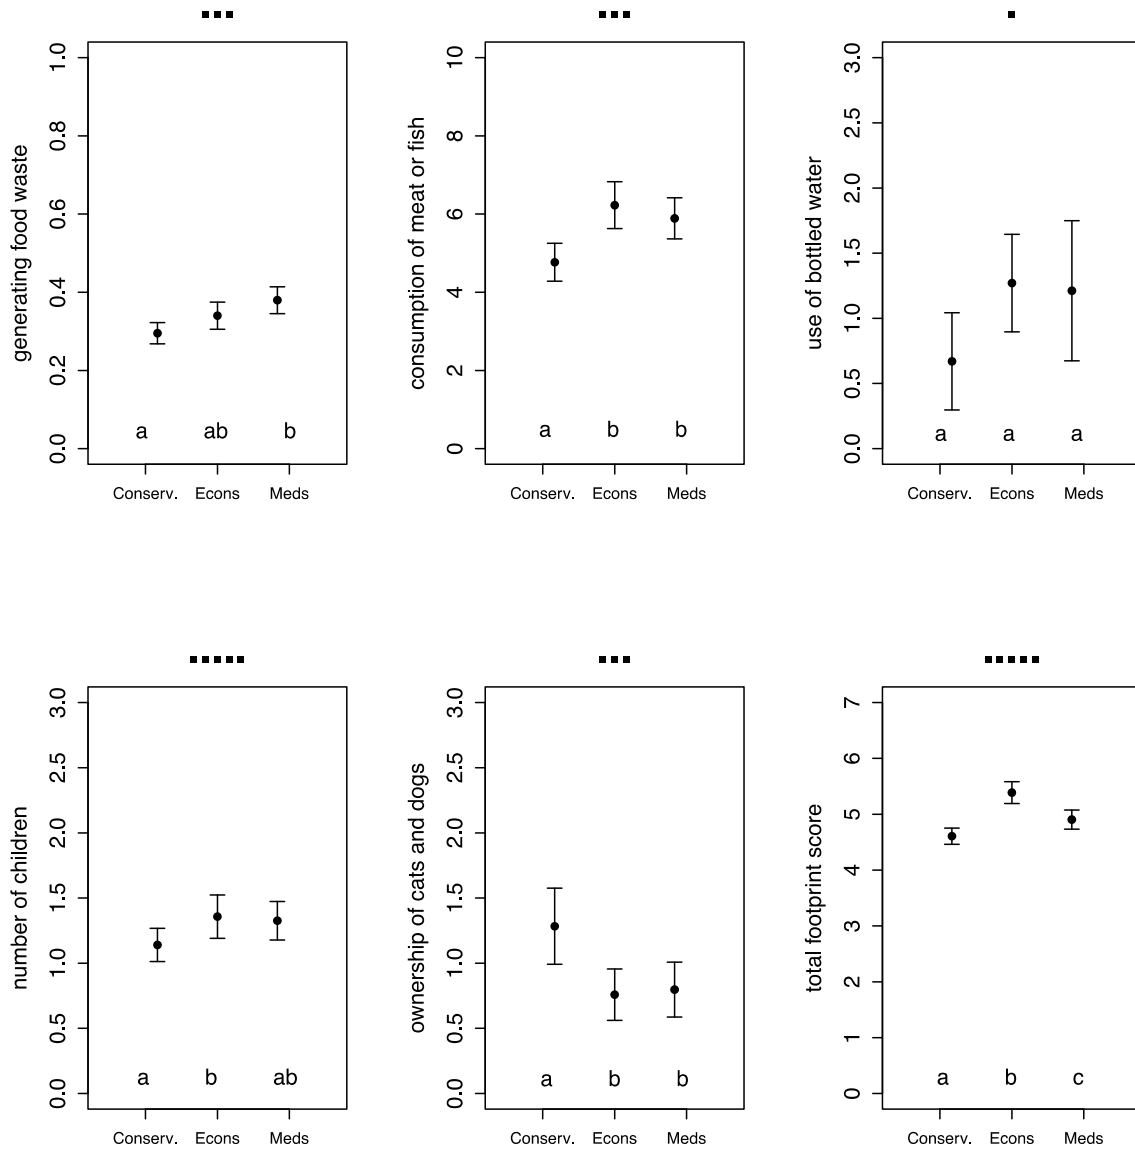 generating food waste
1.0
0.8
0.6
0.4
0.2
0.0
a ab b
Conserv. Econs Meds
consumption of meat or fish
10
8
6
4
2
0
a b b
Conserv. Econs Meds
use of bottled water
3.0
2.5
2.0
1.5
1.0
0.5
0.0
a a a
Conserv. Econs Meds
number of children
3.0
2.5
2.0
1.5
1.0
0.5
0.0
a b ab
Conserv. Econs Meds
ownership of cats and dogs
3.0
2.5
2.0
1.5
1.0
0.5
0.0
a b b
Conserv. Econs Meds
total footprint score
7
6
5
4
3
2
1
0
a b c
Conserv. Econs Meds